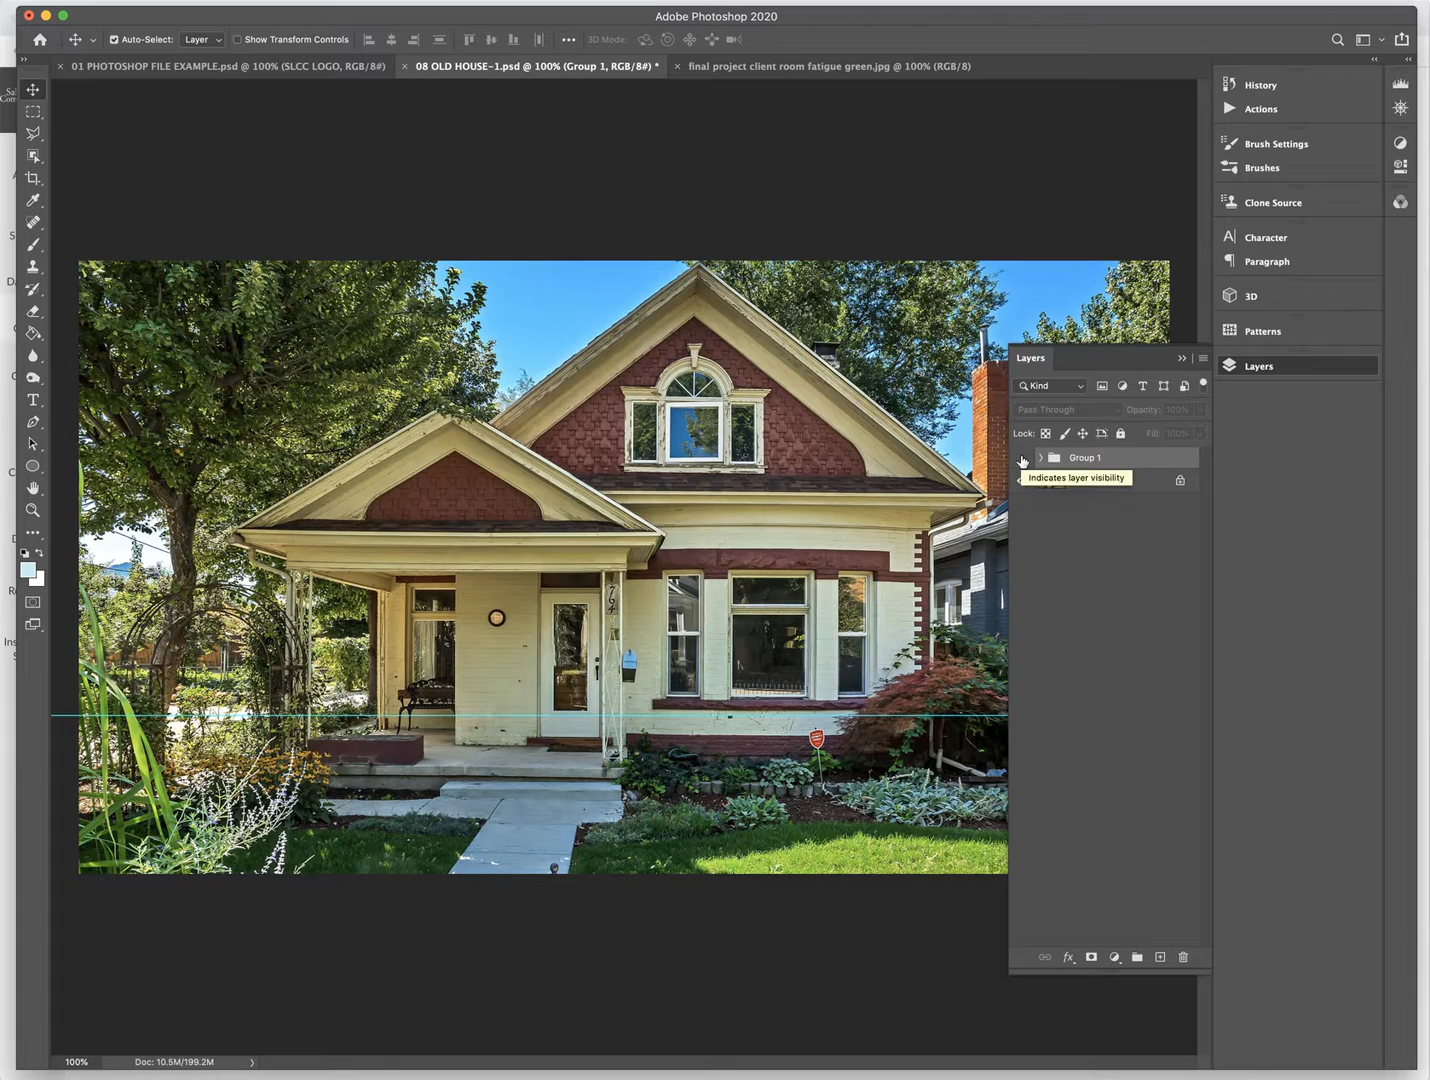 Adobe Photoshop 2020
Auto-Select: Layer Show Transform Controls 3D Mode:
01 PHOTOSHOP FILE EXAMPLE.psd @ 100% (SLCC LOGO, RGB/8#) 08 OLD HOUSE-1.psd @ 100% (Group 1, RGB/8#) * final project client room fatigue green.jpg @ 100% (RGB/8)
History
Actions
Brush Settings
Brushes
Clone Source
Character
Paragraph
3D
Patterns
Layers
Layers
Kind
Pass Through Opacity: 100%
Lock: Fill: 100%
Group 1
Indicates layer visibility
764
100% Doc: 10.5M/199.2M